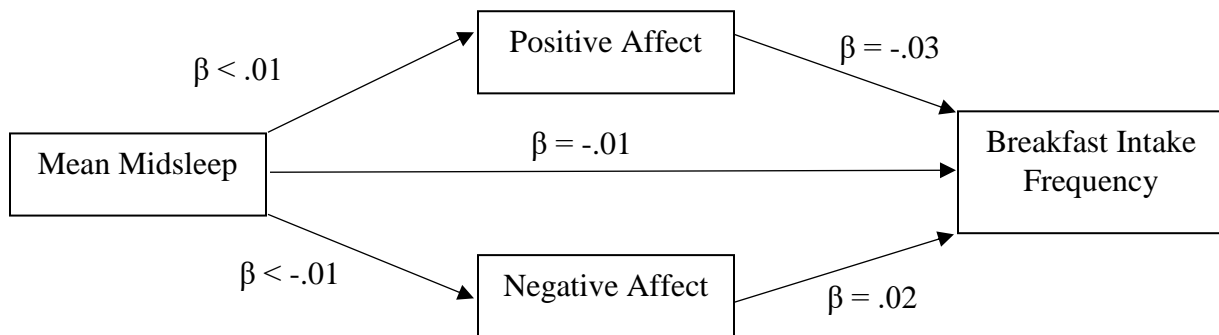 Positive Affect
β < .01
β = -.03
Mean Midsleep
β = -.01
Breakfast Intake
Frequency
β < -.01
Negative Affect
β = .02